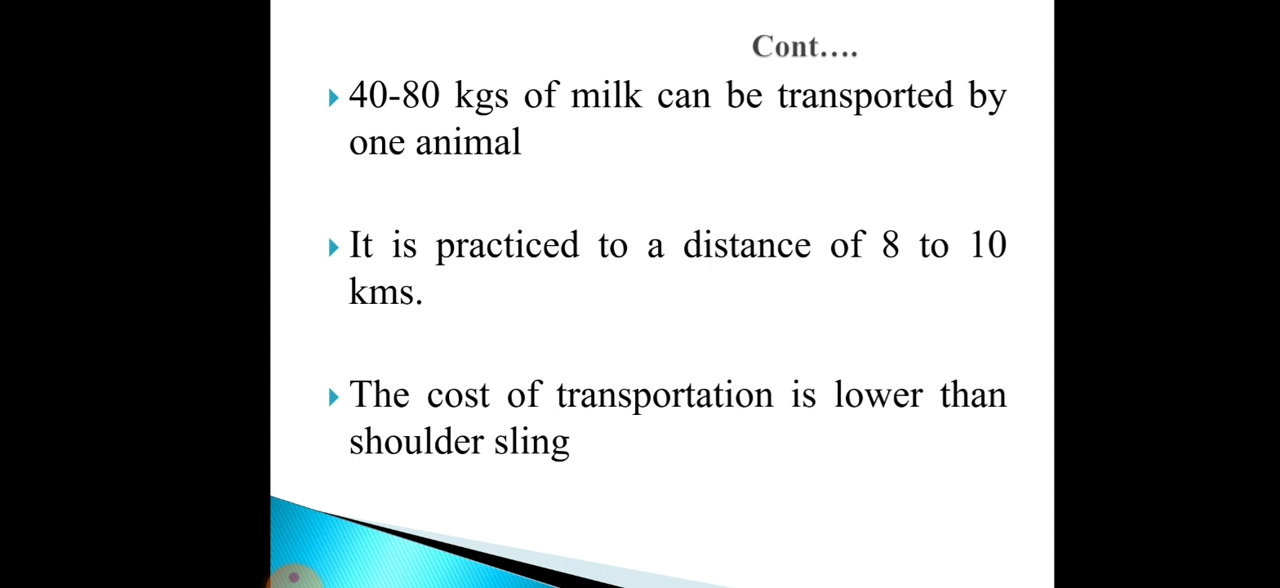 Cont....
40-80 kgs of milk can be transported by
one animal
It is practiced to a distance of 8 to 10
kms.
The cost of transportation is lower than
shoulder sling